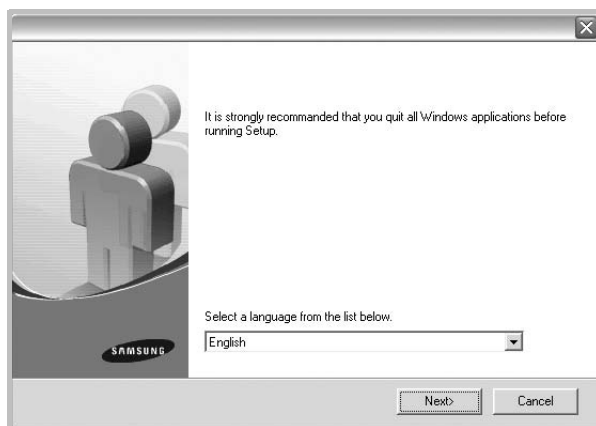 It is strongly recommanded that you quit all Windows applications before
running Setup.
Select a language from the list below.
English
SAMSUNG
Next>
Cancel